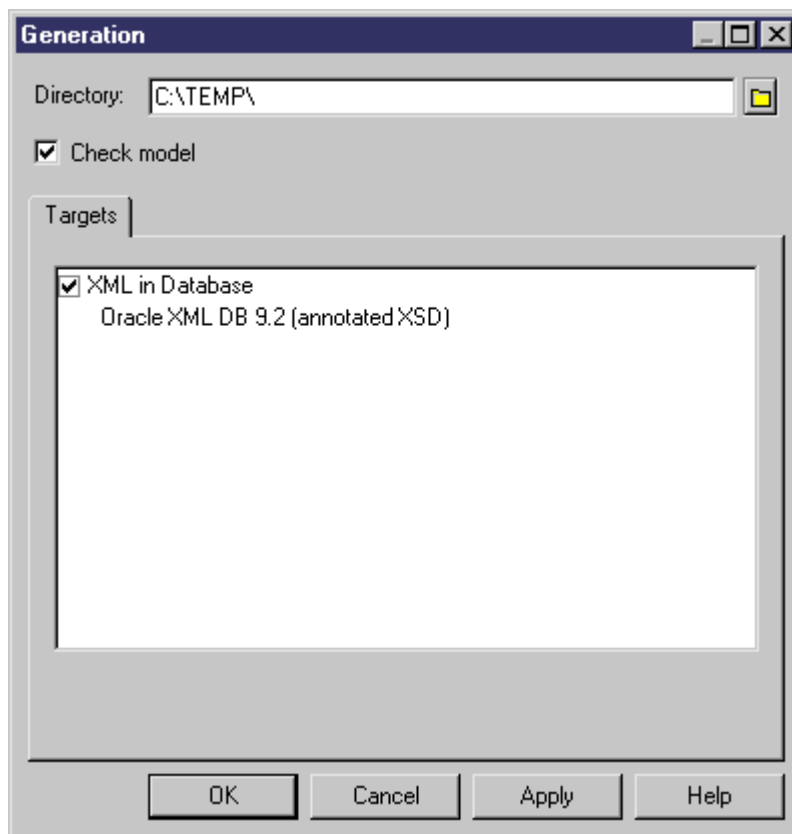 Generation
Directory: C:\TEMP\
Check model
Targets
XML in Database
Oracle XML DB 9.2 (annotated XSD)
OK Cancel Apply Help